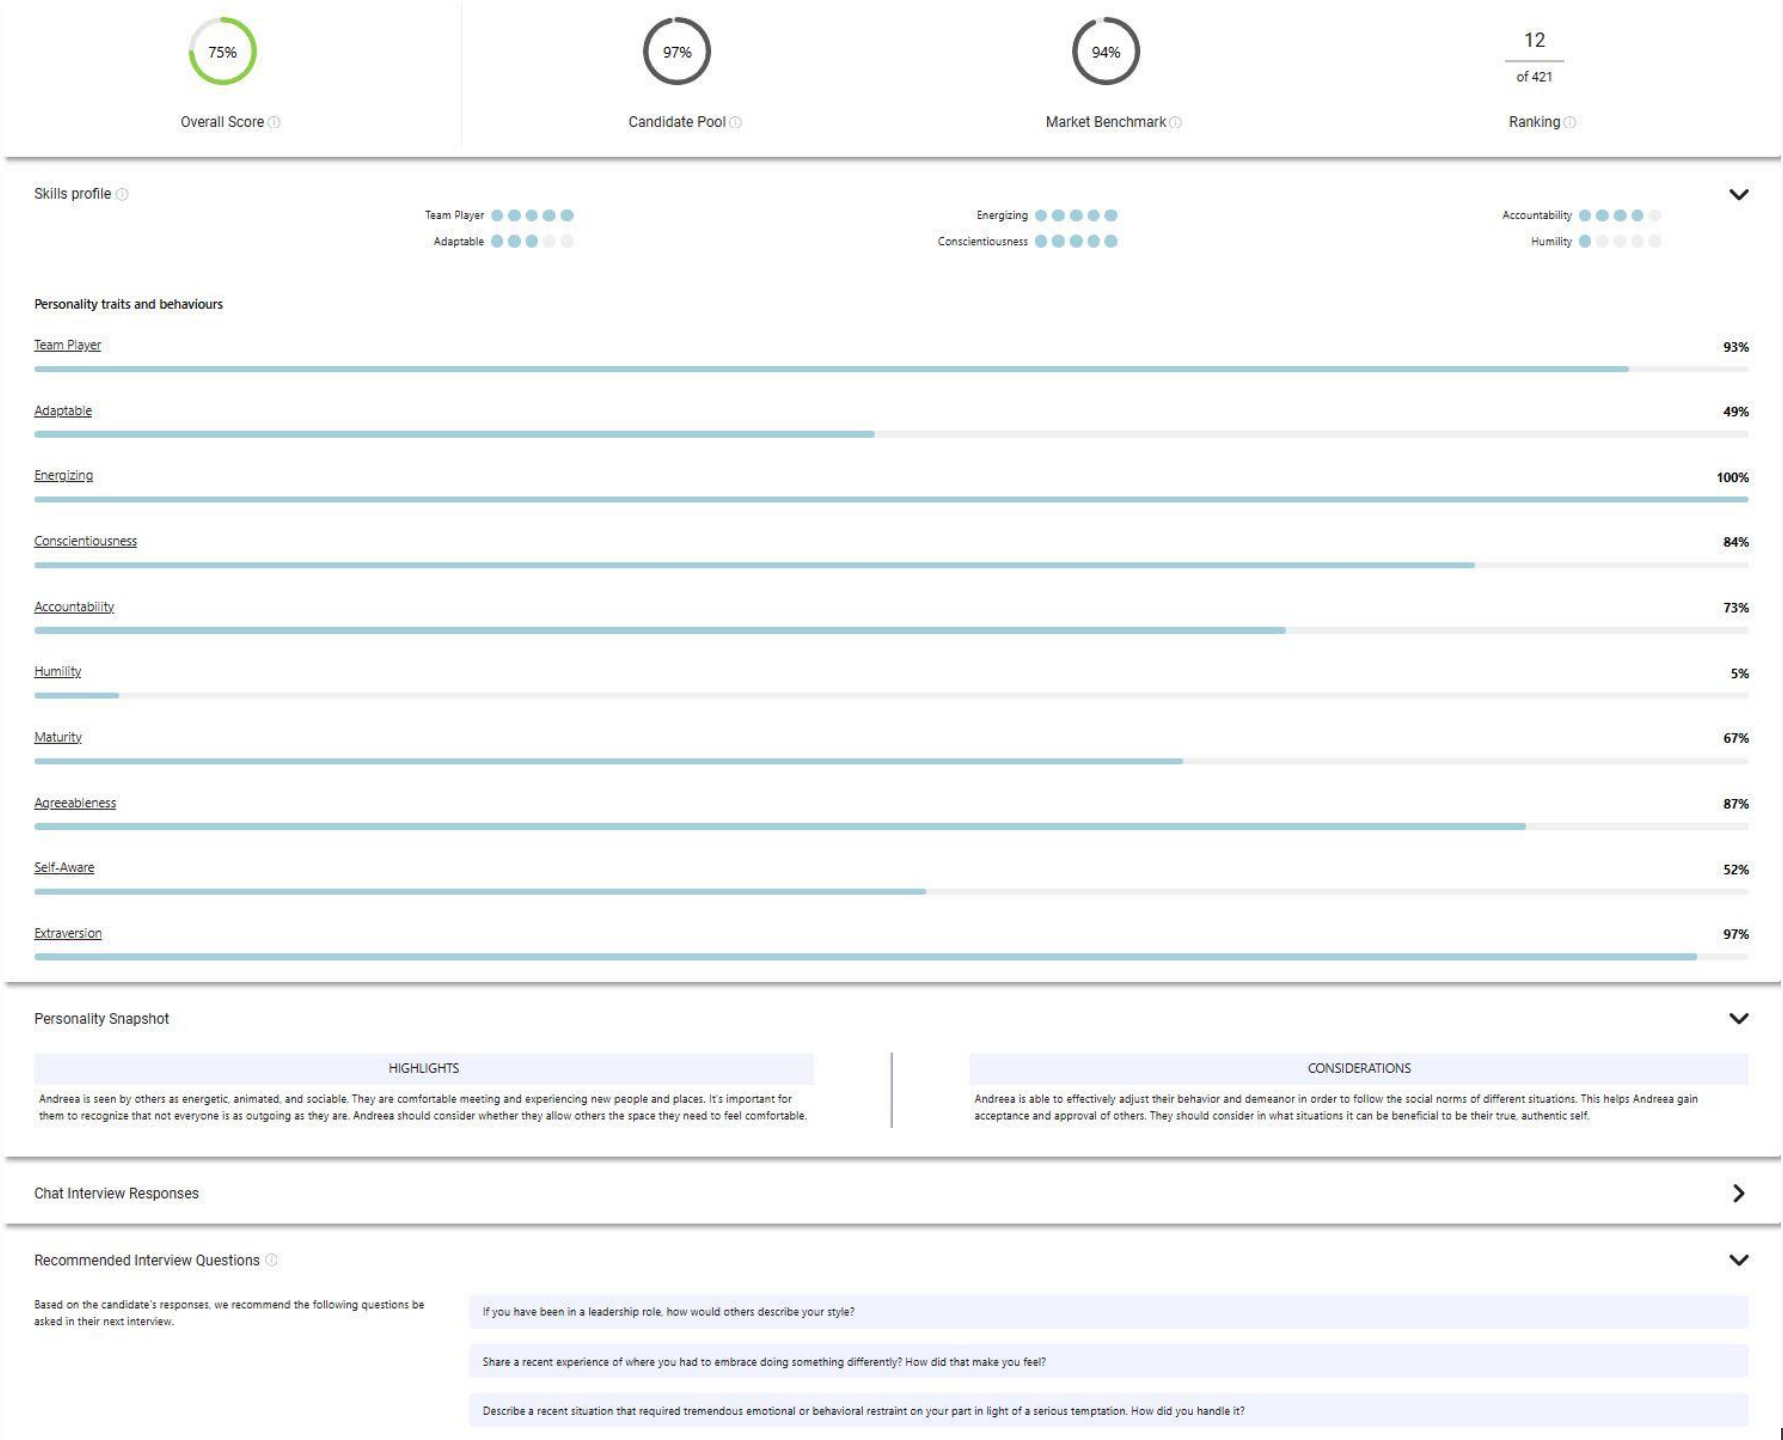 75%
97%
94%
12
of 421
Overall Score
Candidate Pool
Market Benchmark
Ranking
Skills profile
Team Player
Energizing
Accountability
Adaptable
Conscientiousness
Humility
Personality traits and behaviours
Team Player
93%
Adaptable
49%
Energizing
100%
Conscientiousness
84%
Accountability
73%
Humility
5%
Maturity
67%
Agreeableness
87%
Self-Aware
52%
Extraversion
97%
Personality Snapshot
HIGHLIGHTS
Andreea is seen by others as energetic, animated, and sociable. They are comfortable meeting and experiencing new people and places. It's important for
them to recognize that not everyone is as outgoing as they are. Andreea should consider whether they allow others the space they need to feel comfortable.
CONSIDERATIONS
Andreea is able to effectively adjust their behavior and demeanor in order to follow the social norms of different situations. This helps Andreea gain
acceptance and approval of others. They should consider in what situations it can be beneficial to be their true, authentic self.
Chat Interview Responses
Recommended Interview Questions
Based on the candidate's responses, we recommend the following questions be
asked in their next interview.
If you have been in a leadership role, how would others describe your style?
Share a recent experience of where you had to embrace doing something differently? How did that make you feel?
Describe a recent situation that required tremendous emotional or behavioral restraint on your part in light of a serious temptation. How did you handle it?